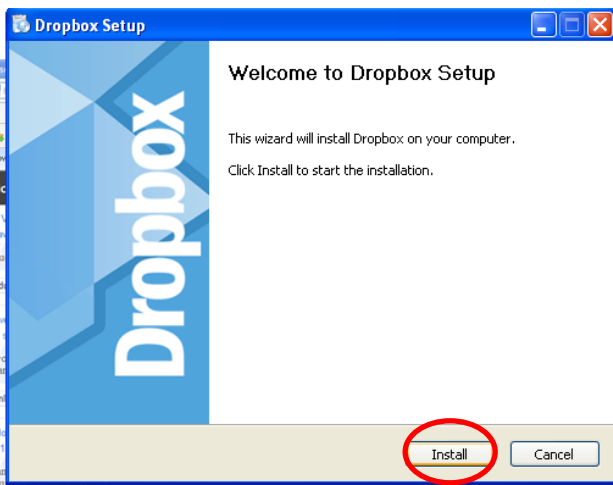 Dropbox Setup
Welcome to Dropbox Setup
This wizard will install Dropbox on your computer.
Click Install to start the installation.
Dropbox
Install
Cancel